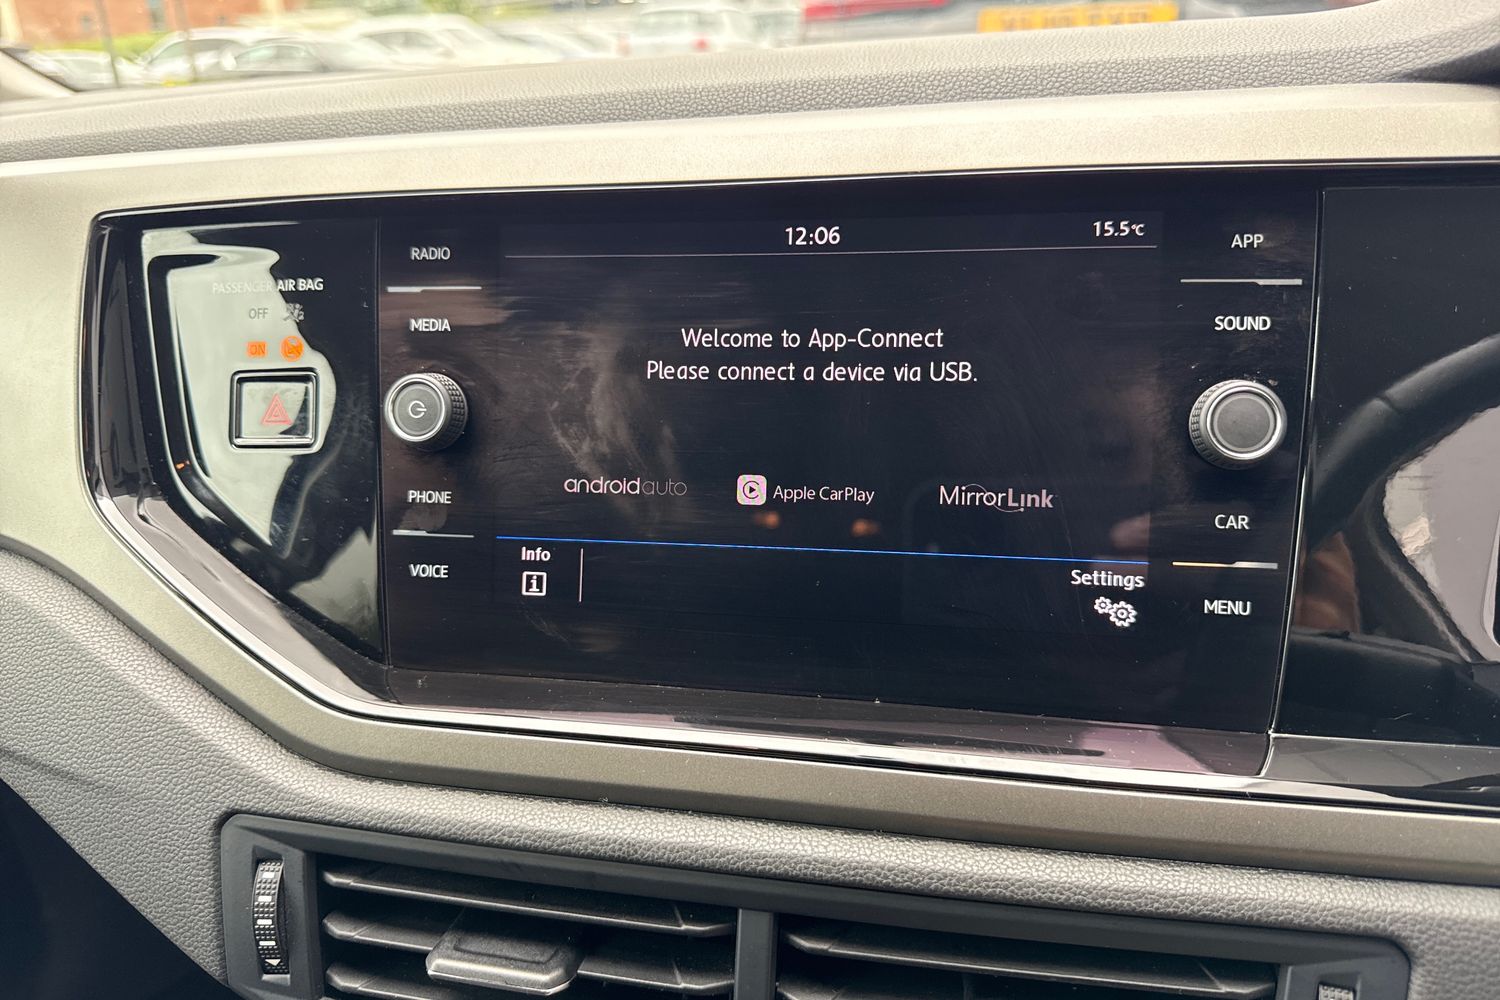 12:06
15.5°C
RADIO
MEDIA
PHONE
VOICE
PASSENGER AIR BAG
OFF
ON
Welcome to App-Connect
Please connect a device via USB.
androidauto
Apple CarPlay
MirrorLink
Info
i
Settings
APP
SOUND
CAR
MENU